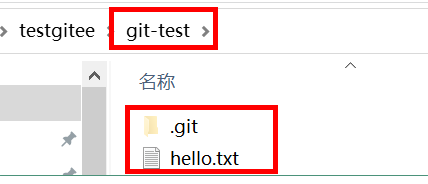 testgitee > git-test >
名称
.git
hello.txt